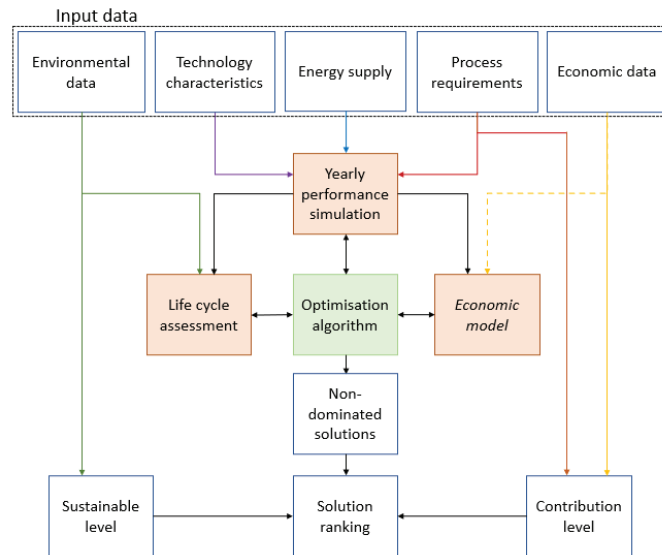 Input data
Environmental
data
Technology
characteristics
Energy supply
Process
requirements
Economic data
Yearly
performance
simulation
Life cycle
assessment
Optimisation
algorithm
Economic
model
Non-
dominated
solutions
Sustainable
level
Solution
ranking
Contribution
level